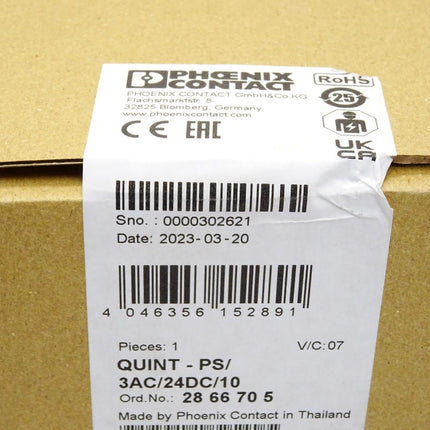 PHŒNIX
CONTACT
PHOENIX CONTACT GmbH&Co.KG
Flachsmarktstr. 8
32825 Blomberg, Germany
www.phoenixcontact.com
RoHS
25
CE EAC
UK
CA
Sno. : 0000302621
Date: 2023-03-20
4 046356 152891
Pieces: 1 V/C: 07
QUINT - PS/
3AC/24DC/10
Ord.No.: 28 66 70 5
Made by Phoenix Contact in Thailand